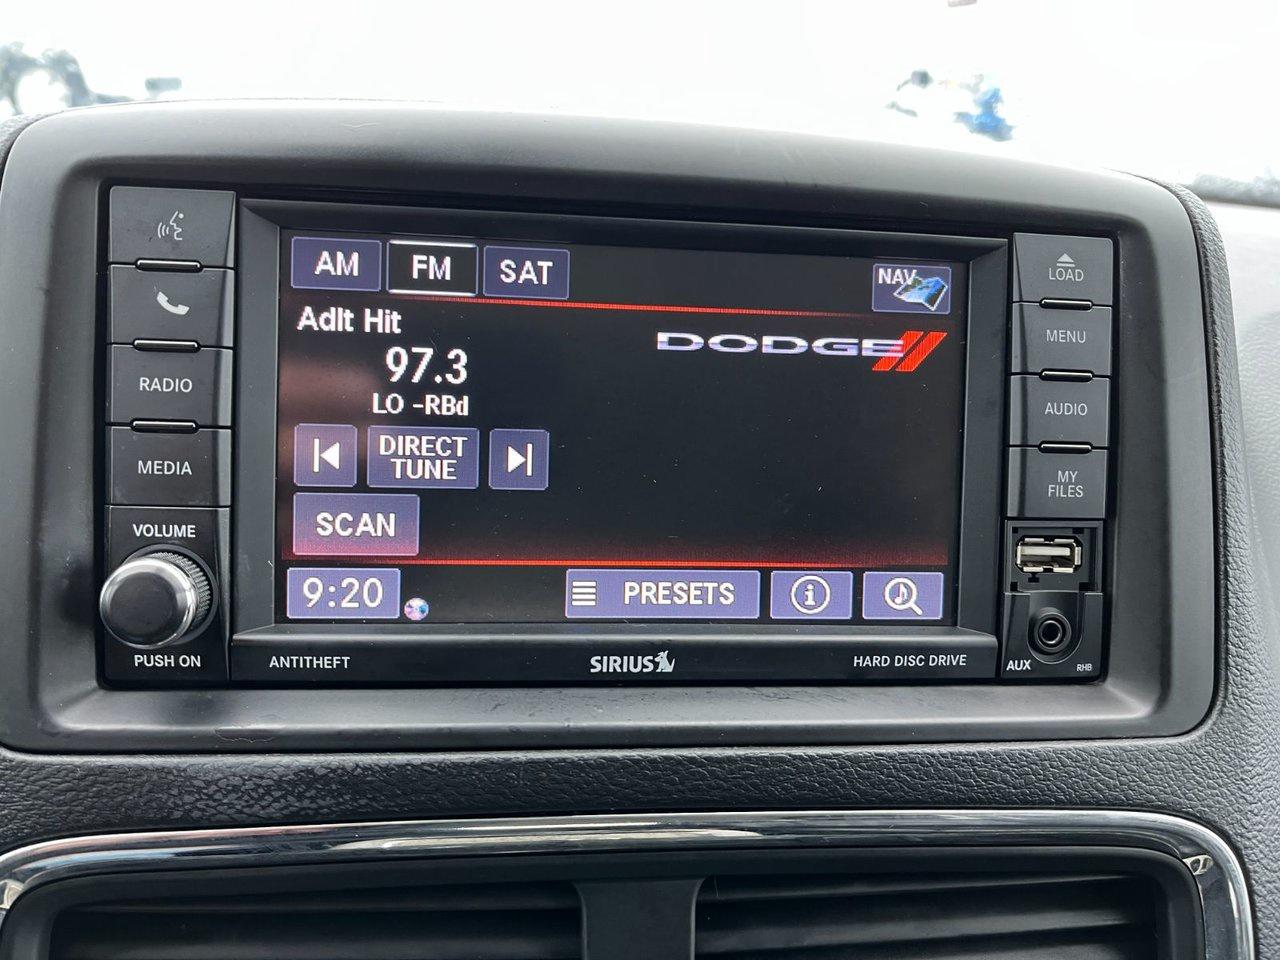 RADIO
MEDIA
VOLUME
PUSH ON
AM FM SAT NAV
Adlt Hit
DODGE
97.3
LO -RBd
DIRECT
TUNE
SCAN
9:20 PRESETS
ANTITHEFT SIRIUS HARD DISC DRIVE
LOAD
MENU
AUDIO
MY
FILES
AUX RHB